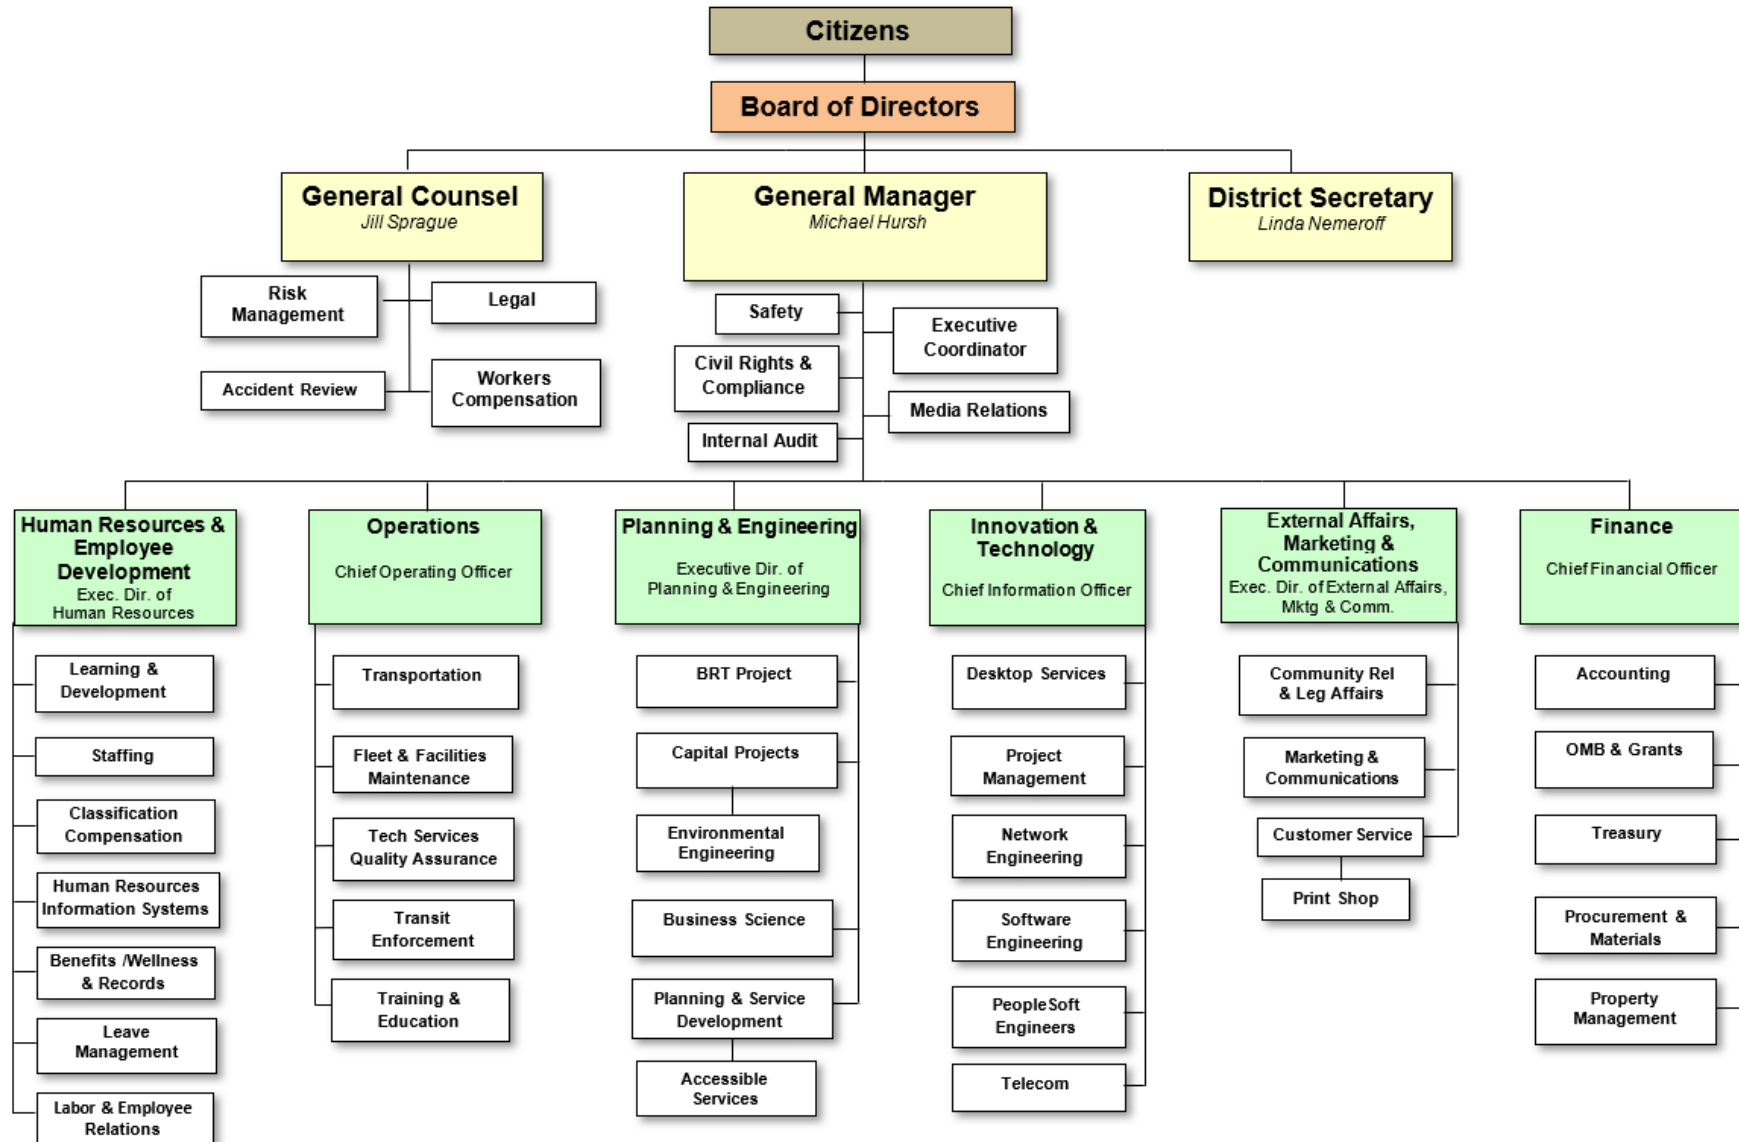 Citizens
Board of Directors
General Counsel
Jill Sprague
General Manager
Michael Hursh
District Secretary
Linda Nemeroff
Risk
Management
Legal
Accident Review
Workers
Compensation
Safety
Executive
Coordinator
Civil Rights &
Compliance
Media Relations
Internal Audit
Human Resources &
Employee
Development
Exec. Dir. of
Human Resources
Learning &
Development
Staffing
Classification
Compensation
Human Resources
Information Systems
Benefits /Wellness
& Records
Leave
Management
Labor & Employee
Relations
Operations
Chief Operating Officer
Transportation
Fleet & Facilities
Maintenance
Tech Services
Quality Assurance
Transit
Enforcement
Training &
Education
Planning & Engineering
Executive Dir. of
Planning & Engineering
BRT Project
Capital Projects
Environmental
Engineering
Business Science
Planning & Service
Development
Accessible
Services
Innovation &
Technology
Chief Information Officer
Desktop Services
Project
Management
Network
Engineering
Software
Engineering
PeopleSoft
Engineers
Telecom
External Affairs,
Marketing &
Communications
Exec. Dir. of External Affairs,
Mktg & Comm.
Community Rel
& Leg Affairs
Marketing &
Communications
Customer Service
Print Shop
Finance
Chief Financial Officer
Accounting
OMB & Grants
Treasury
Procurement &
Materials
Property
Management